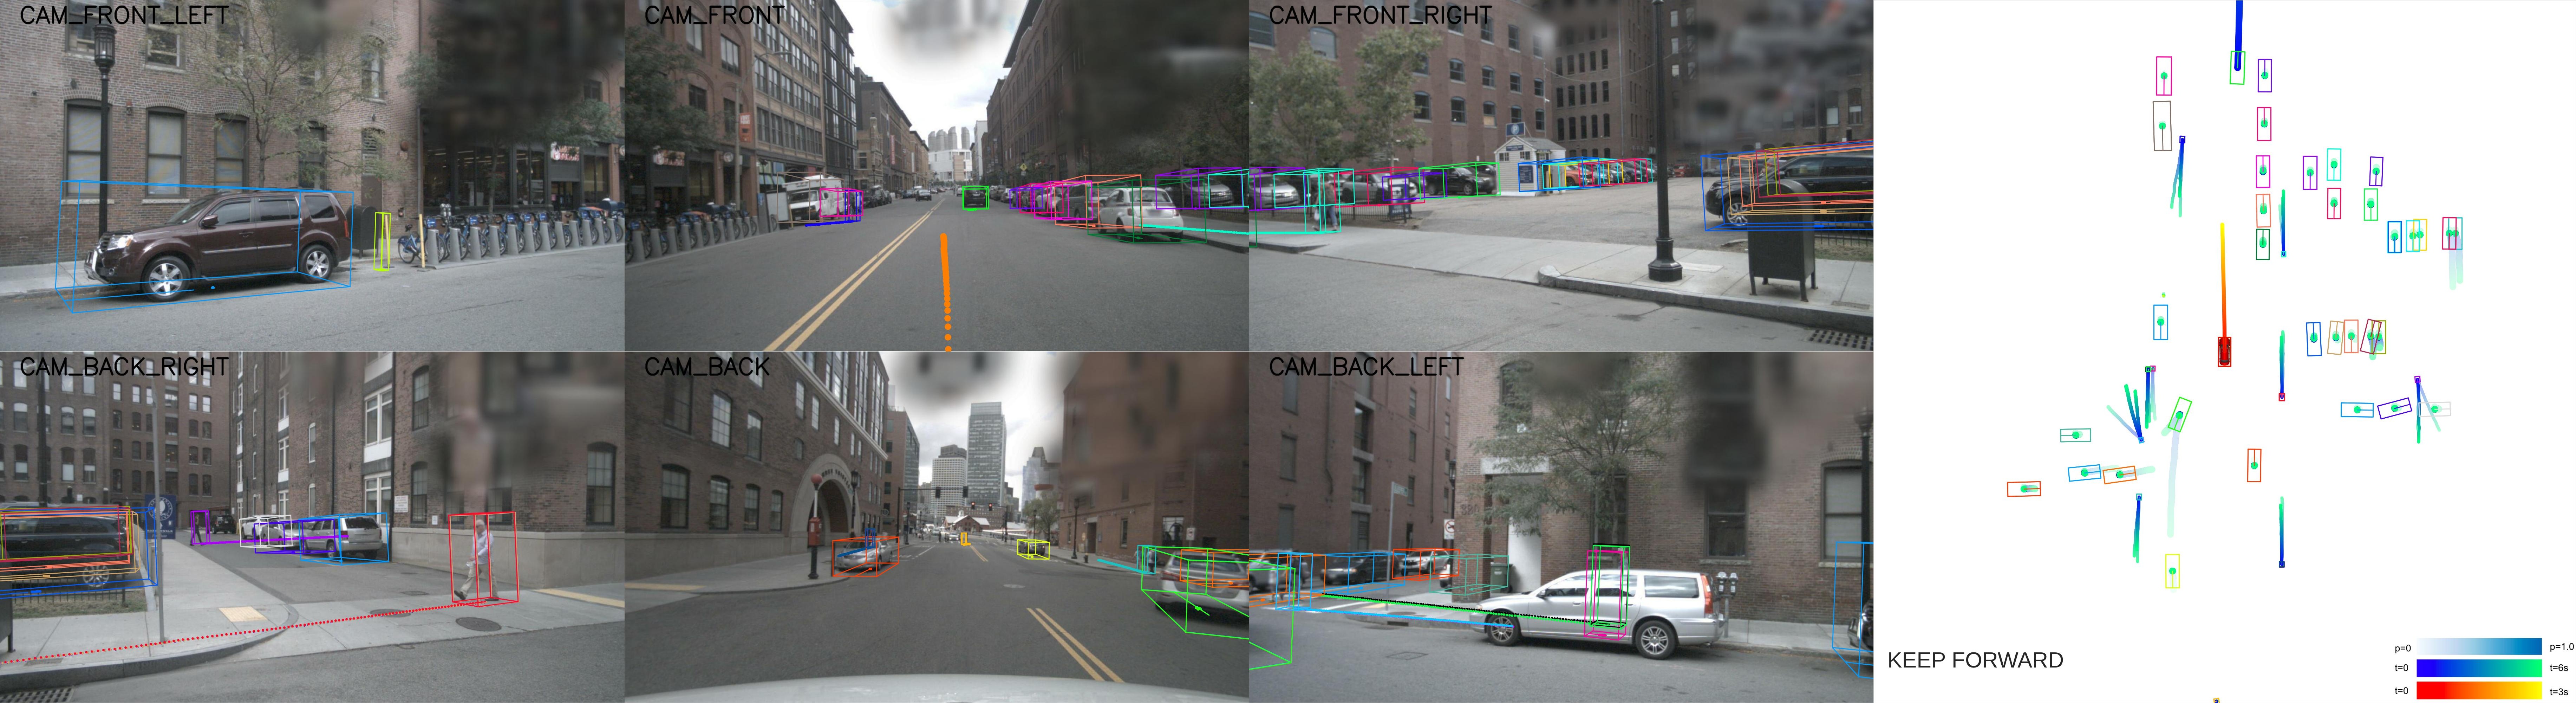 CAM_FRONT_LEFT
CAM_FRONT
CAM_FRONT_RIGHT
CAM_BACK_RIGHT
CAM_BACK
CAM_BACK_LEFT
KEEP FORWARD
p=0 p=1.0
t=0 t=6s
t=0 t=3s